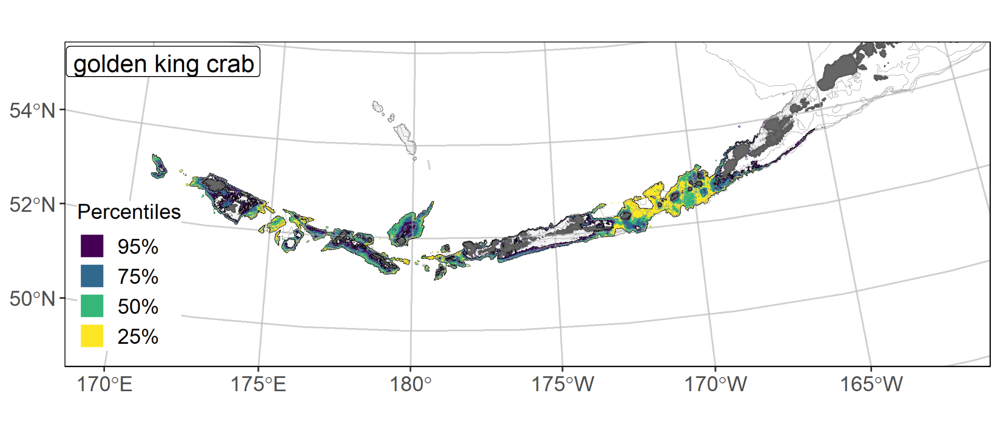 golden king crab
54°N
52°N
50°N
Percentiles
95%
75%
50%
25%
170°E
175°E
180°
175°W
170°W
165°W